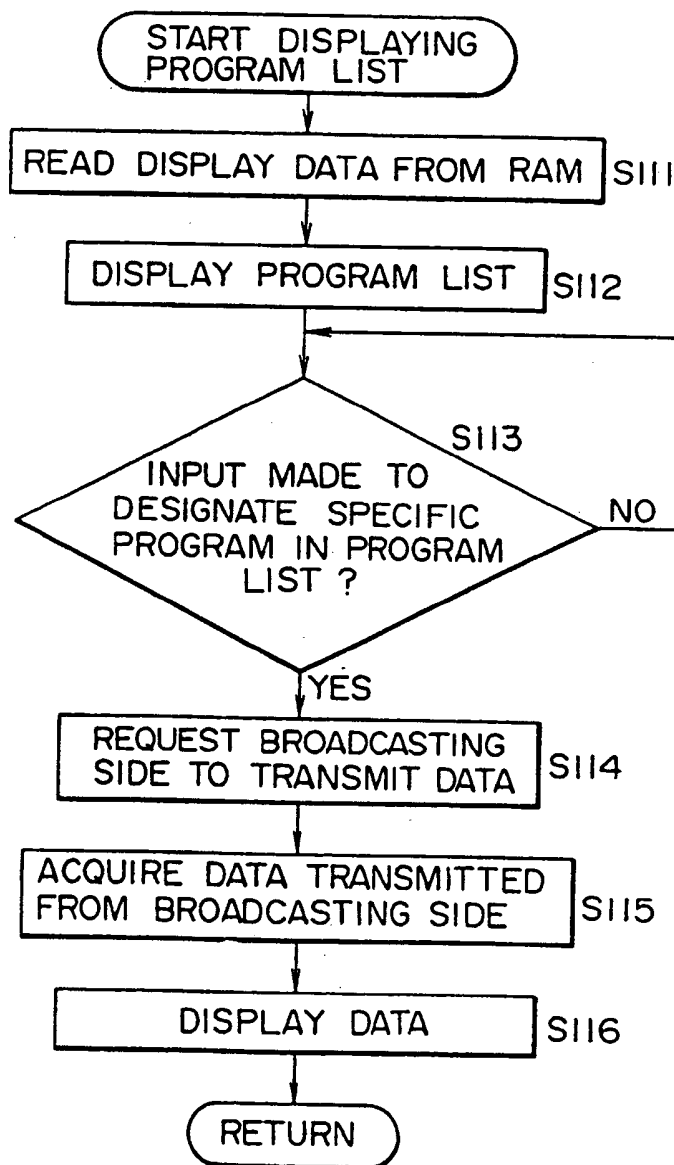 START DISPLAYING
PROGRAM LIST
READ DISPLAY DATA FROM RAM
S111
DISPLAY PROGRAM LIST
S112
S113
INPUT MADE TO
DESIGNATE SPECIFIC
PROGRAM IN PROGRAM
LIST ?
NO
YES
REQUEST BROADCASTING
SIDE TO TRANSMIT DATA
S114
ACQUIRE DATA TRANSMITTED
FROM BROADCASTING SIDE
S115
DISPLAY DATA
S116
RETURN